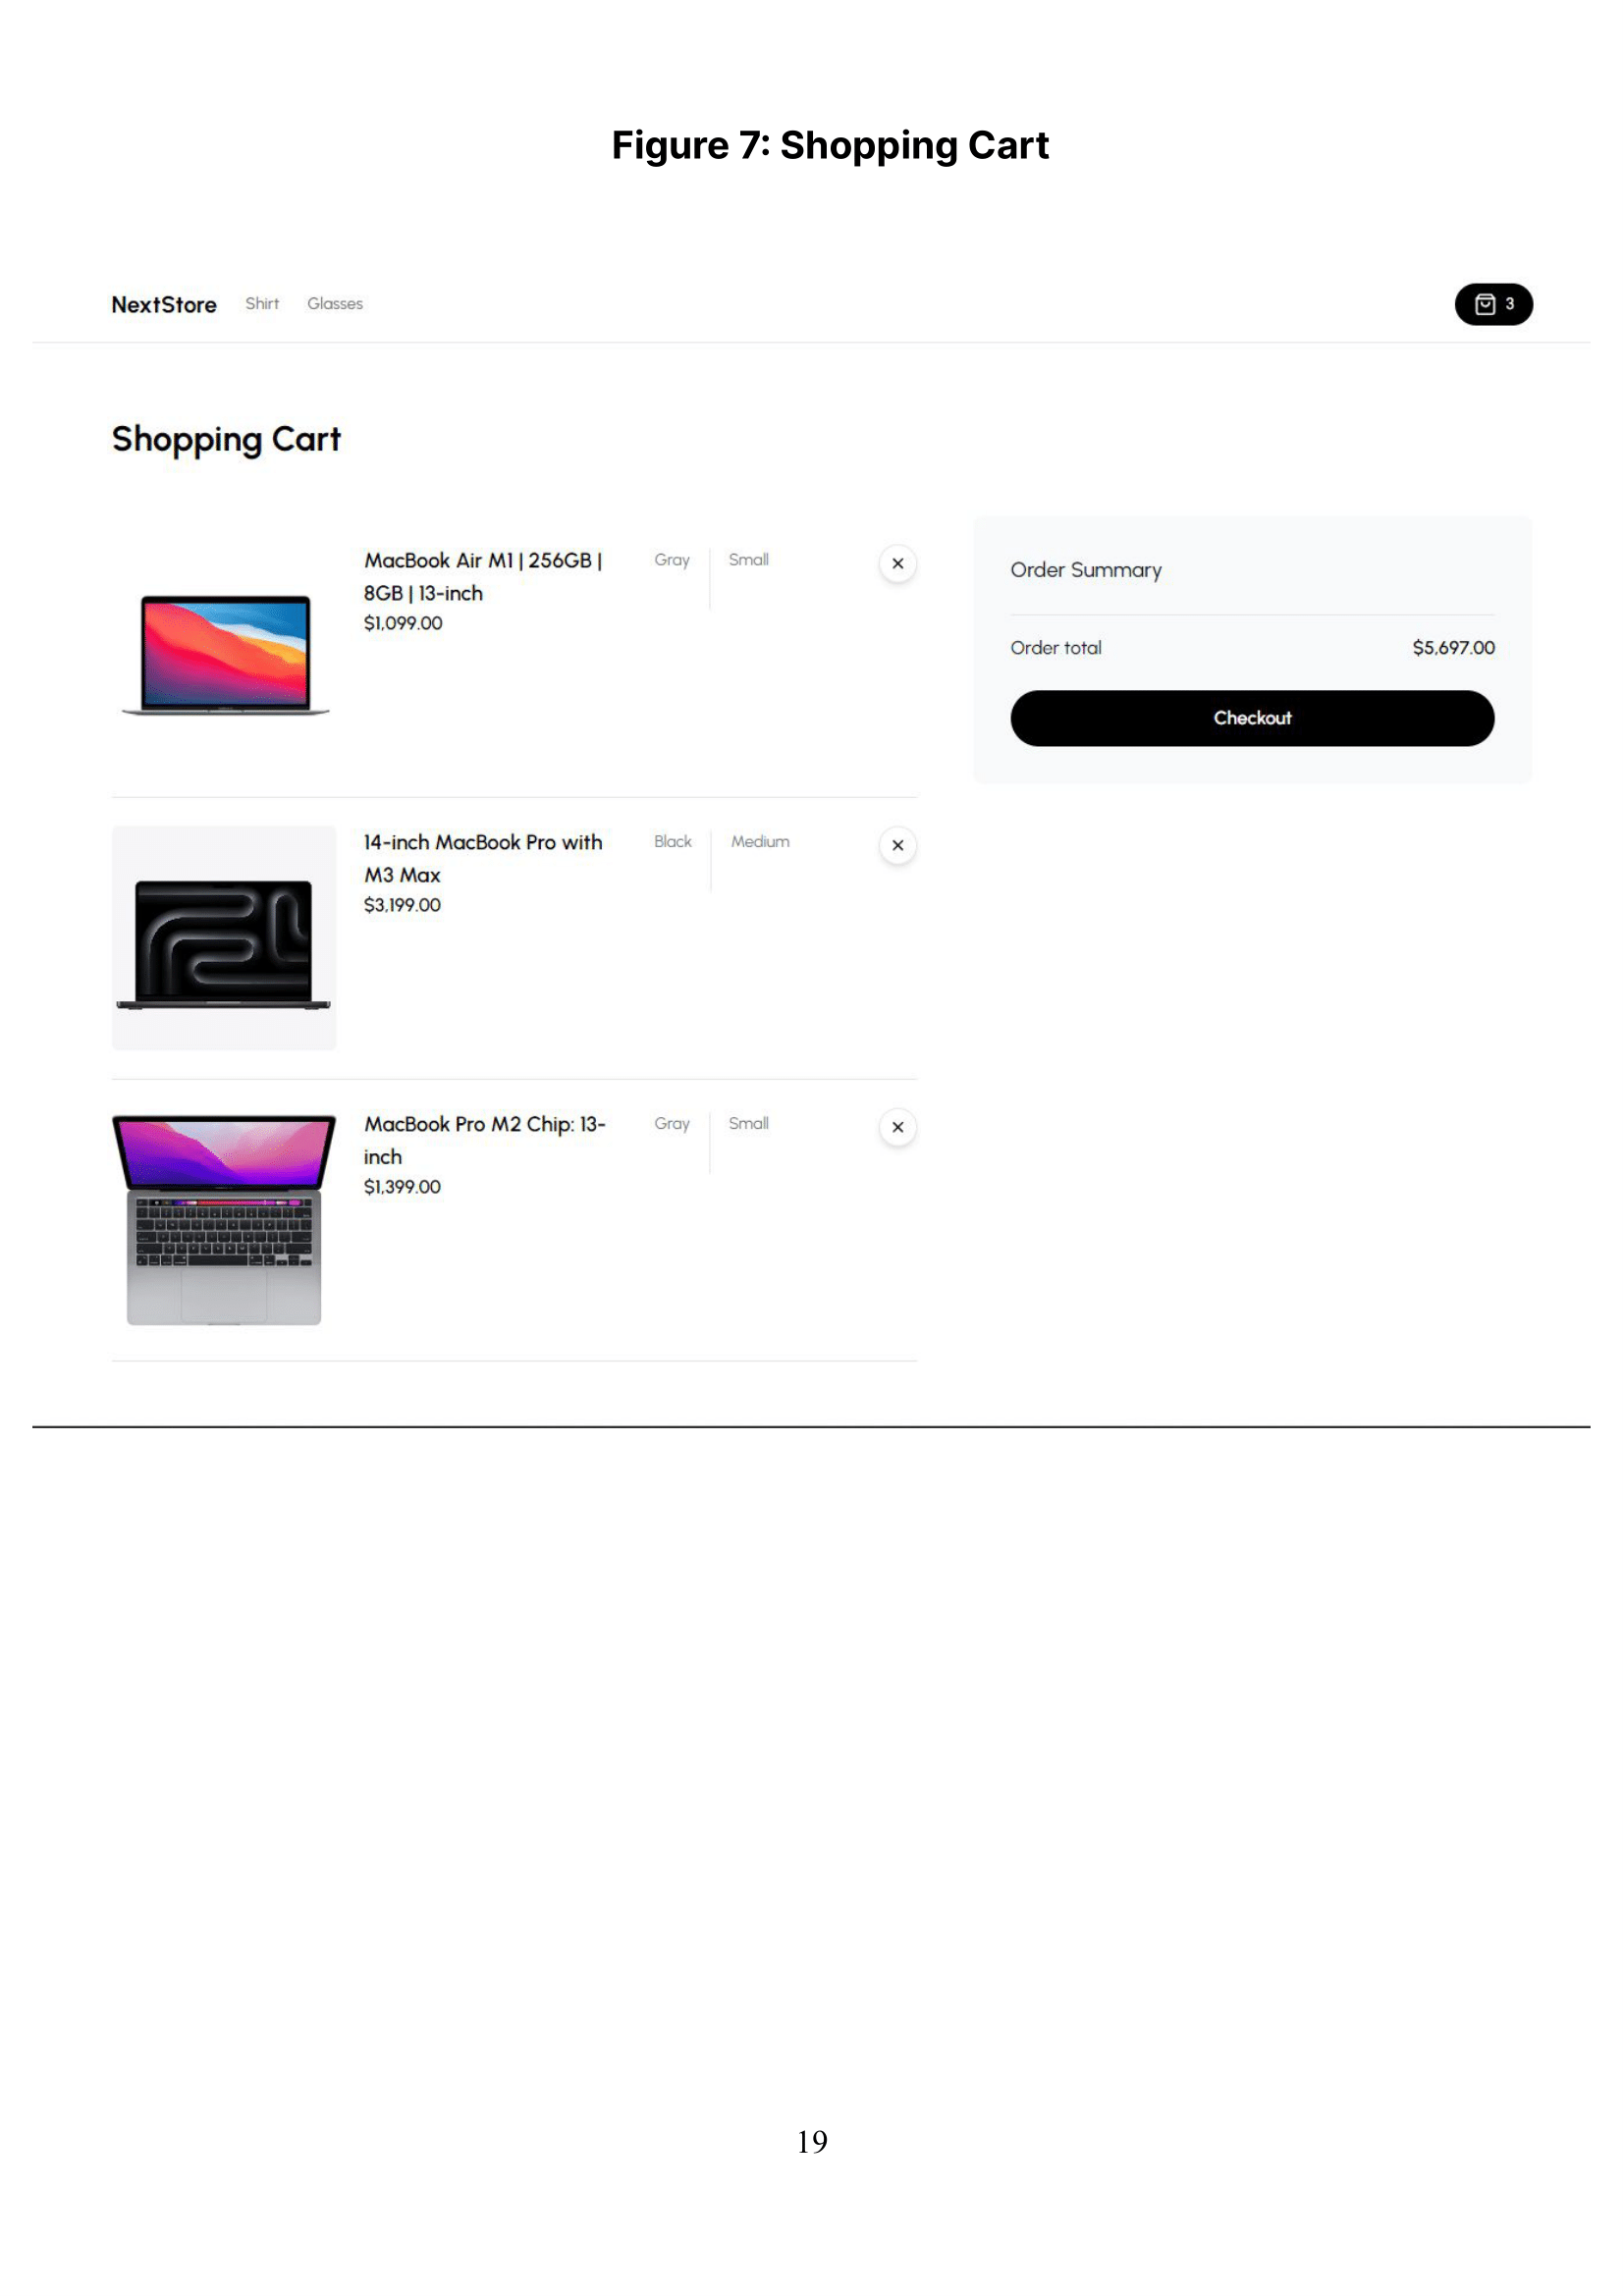 Figure 7: Shopping Cart
NextStore Shirt Glasses 3
Shopping Cart
MacBook Air M1 | 256GB |
8GB | 13-inch
$1,099.00
Gray Small
Order Summary
Order total $5,697.00
Checkout
14-inch MacBook Pro with
M3 Max
$3,199.00
Black Medium
MacBook Pro M2 Chip: 13-
inch
$1,399.00
Gray Small
19